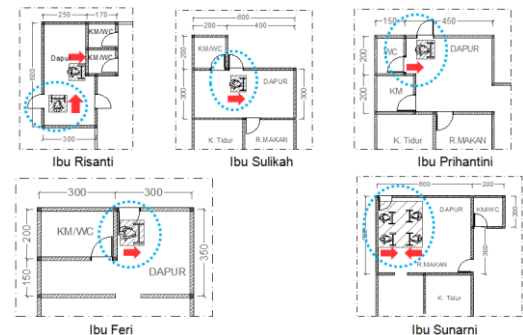 250
170
KM/WC
Dapur
KM/WC
600
300
Ibu Risanti
600
200
400
KM/WC
200
300
DAPUR
300
K. Tidur
R.MAKAN
Ibu Sulikah
150
450
WC
DAPUR
KM
300
K. Tidur
R.MAKAN
Ibu Prihantini
300
300
200
KM/WC
350
150
DAPUR
Ibu Feri
600
200
DAPUR
KM/WC
200
300
R.MAKAN
K. Tidur
Ibu Sunarni